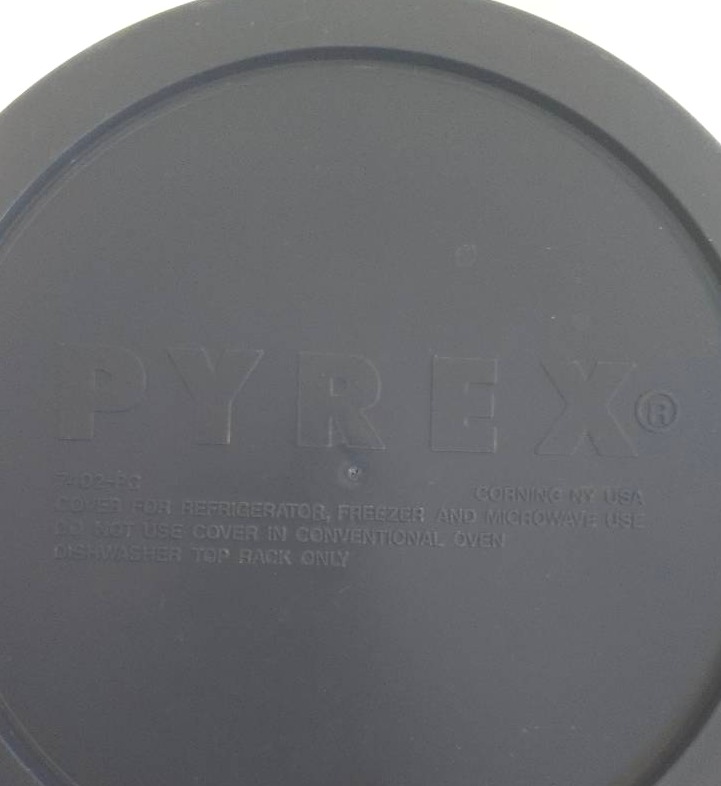 PYREX®
7402-PC
CORNING NY USA
COVER FOR REFRIGERATOR, FREEZER AND MICROWAVE USE
DO NOT USE COVER IN CONVENTIONAL OVEN
DISHWASHER TOP RACK ONLY